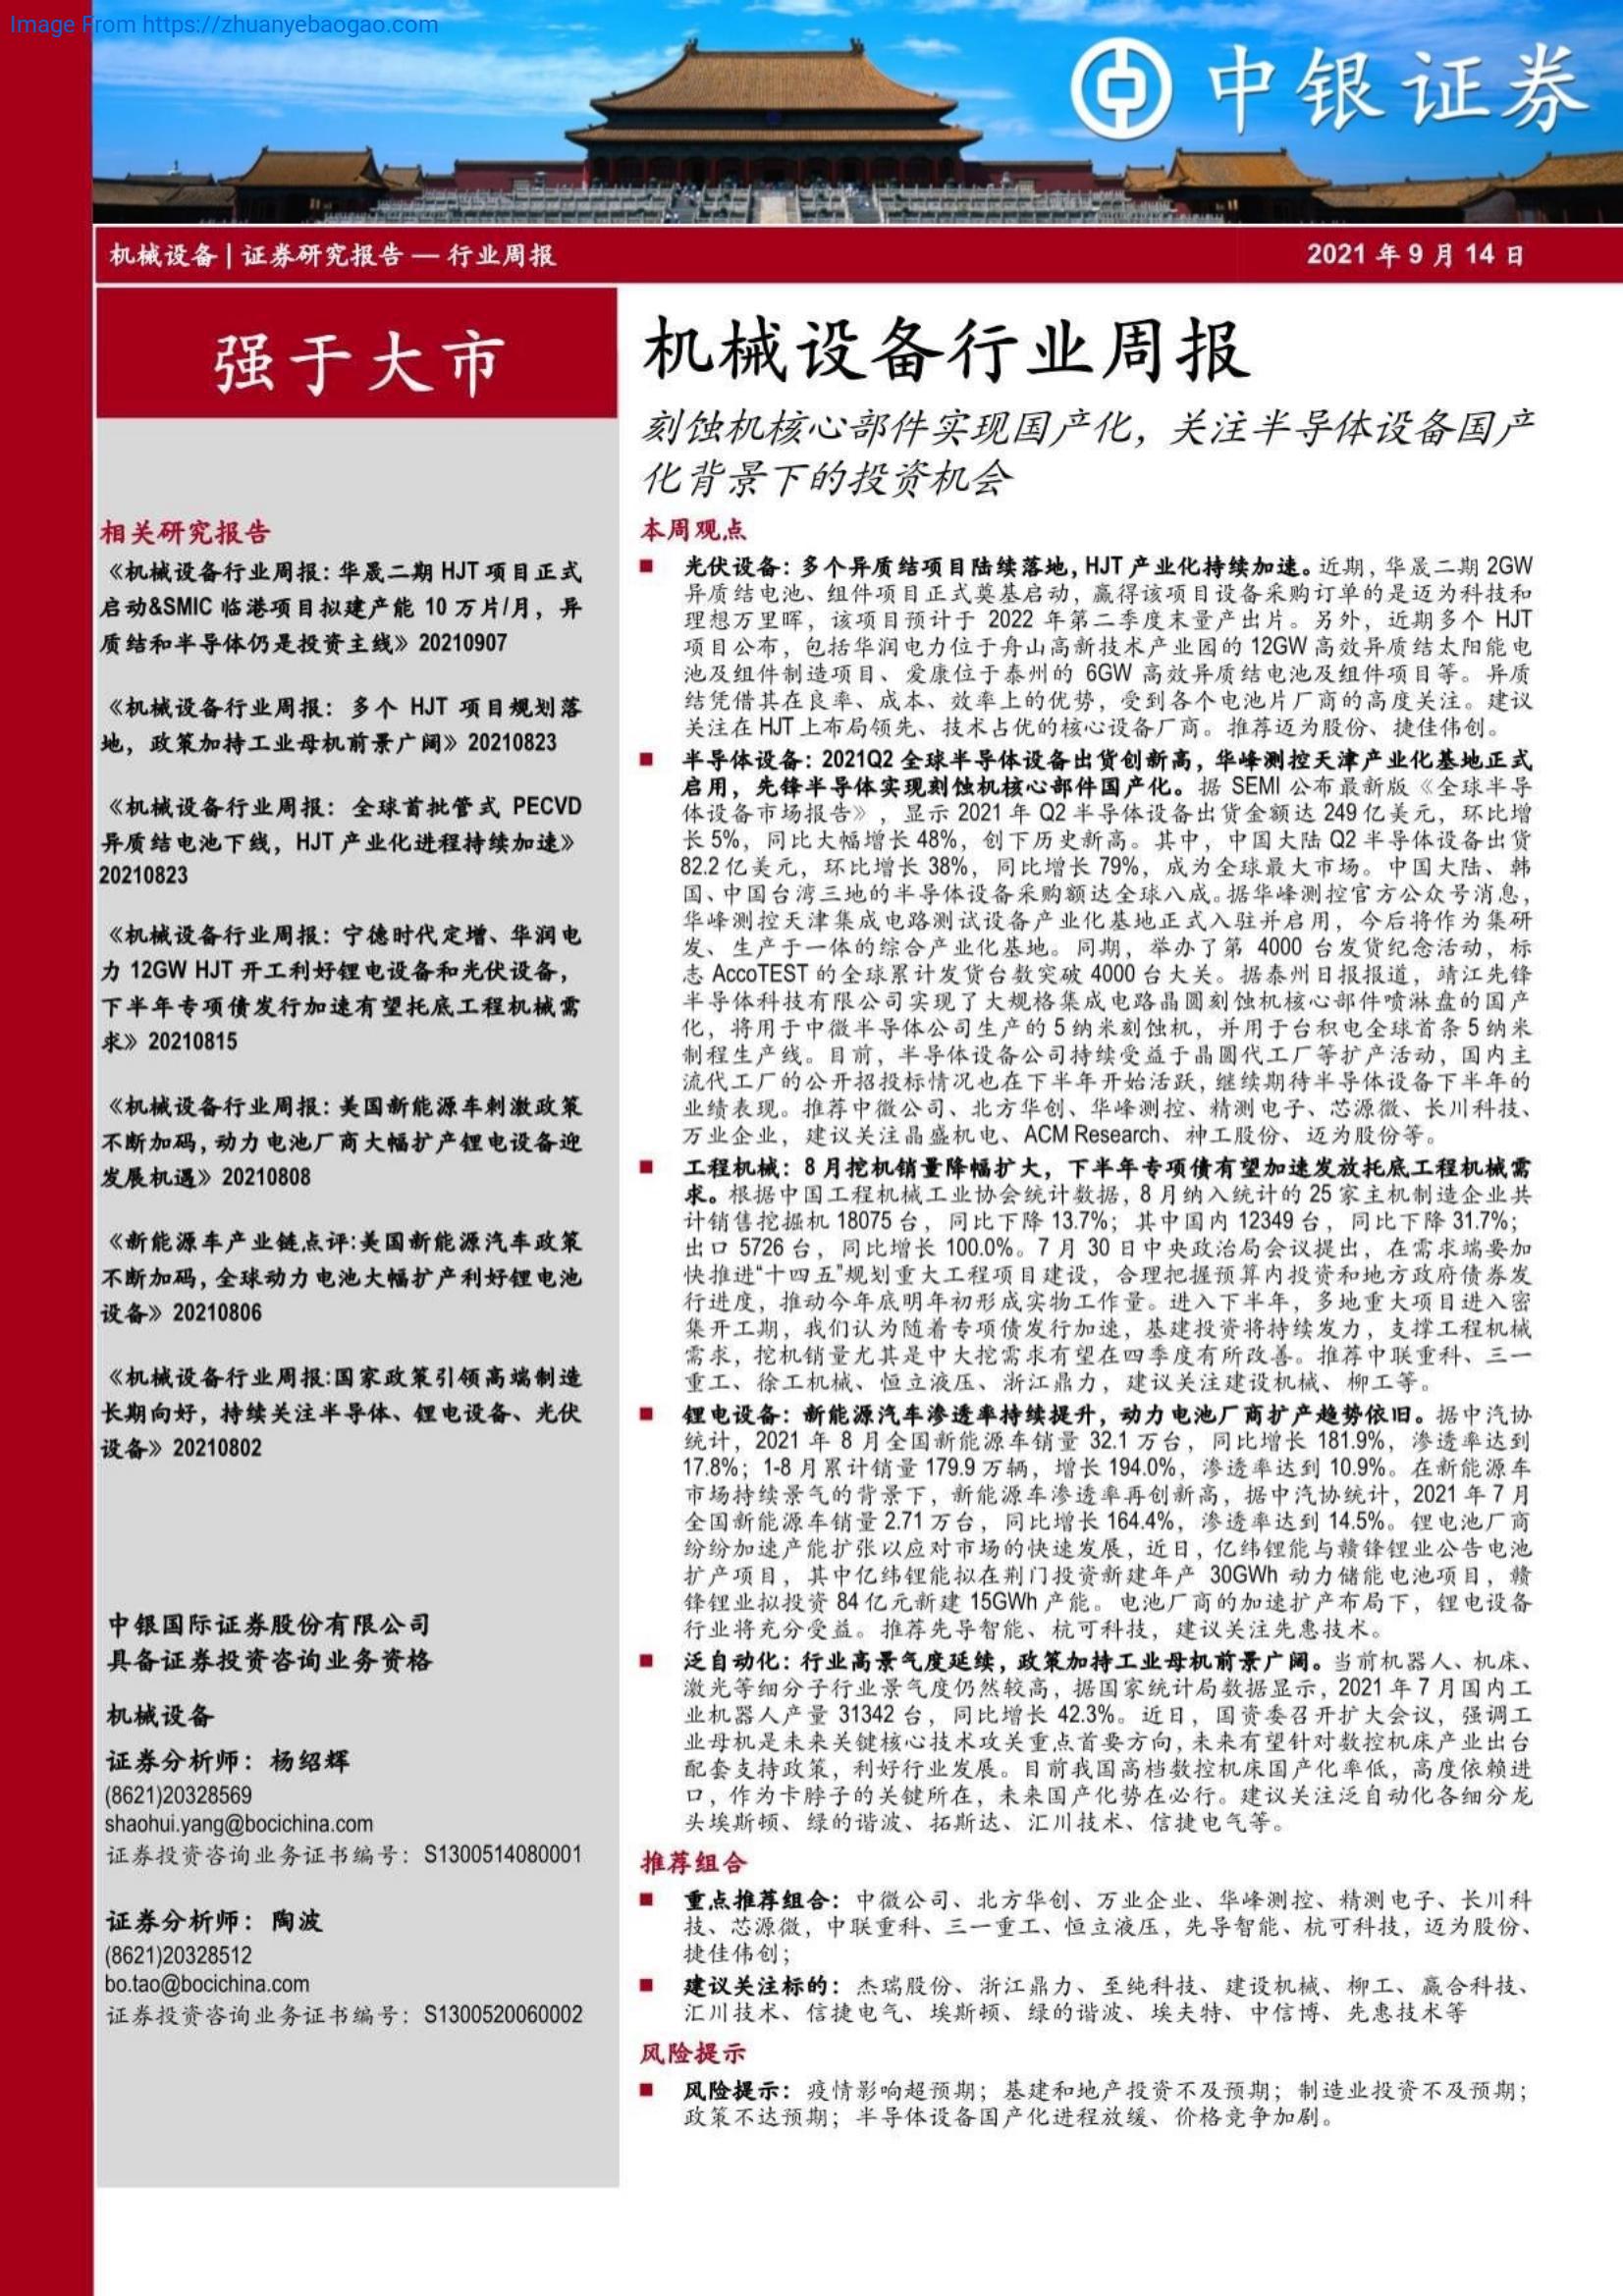 Image From https://zhuanyebaogao.com
中银证券
机械设备 | 证券研究报告 — 行业周报
2021 年 9 月 14 日
强于大市
相关研究报告
《机械设备行业周报：华晟二期 HJT 项目正式
启动&SMIC 临港项目拟建产能 10 万片/月，异
质结和半导体仍是投资主线》20210907
《机械设备行业周报：多个 HJT 项目规划落
地，政策加持工业母机前景广阔》20210823
《机械设备行业周报：全球首批管式 PECVD
异质结电池下线，HJT 产业化进程持续加速》
20210823
《机械设备行业周报：宁德时代定增、华润电
力 12GW HJT 开工利好锂电设备和光伏设备，
下半年专项债发行加速有望托底工程机械需
求》20210815
《机械设备行业周报：美国新能源车刺激政策
不断加码，动力电池厂商大幅扩产锂电设备迎
发展机遇》20210808
《新能源车产业链点评:美国新能源汽车政策
不断加码，全球动力电池大幅扩产利好锂电池
设备》20210806
《机械设备行业周报:国家政策引领高端制造
长期向好，持续关注半导体、锂电设备、光伏
设备》20210802
中银国际证券股份有限公司
具备证券投资咨询业务资格
机械设备
证券分析师：杨绍辉
(8621)20328569
shaohui.yang@bocichina.com
证券投资咨询业务证书编号：S1300514080001
证券分析师：陶波
(8621)20328512
bo.tao@bocichina.com
证券投资咨询业务证书编号：S1300520060002
机械设备行业周报
刻蚀机核心部件实现国产化，关注半导体设备国产
化背景下的投资机会
本周观点
■ 光伏设备：多个异质结项目陆续落地，HJT 产业化持续加速。近期，华晟二期 2GW
异质结电池、组件项目正式奠基启动，赢得该项目设备采购订单的是迈为科技和
理想万里晖，该项目预计于 2022 年第二季度末量产出片。另外，近期多个 HJT
项目公布，包括华润电力位于舟山高新技术产业园的 12GW 高效异质结太阳能电
池及组件制造项目、爱康位于泰州的 6GW 高效异质结电池及组件项目等。异质
结凭借其在良率、成本、效率上的优势，受到各个电池片厂商的高度关注。建议
关注在 HJT 上布局领先、技术占优的核心设备厂商。推荐迈为股份、捷佳伟创。
■ 半导体设备：2021Q2 全球半导体设备出货创新高，华峰测控天津产业化基地正式
启用，先锋半导体实现刻蚀机核心部件国产化。据 SEMI 公布最新版《全球半导
体设备市场报告》，显示 2021 年 Q2 半导体设备出货金额达 249 亿美元，环比增
长 5%，同比大幅增长 48%，创下历史新高。其中，中国大陆 Q2 半导体设备出货
82.2 亿美元，环比增长 38%，同比增长 79%，成为全球最大市场。中国大陆、韩
国、中国台湾三地的半导体设备采购额达全球八成。据华峰测控官方公众号消息，
华峰测控天津集成电路测试设备产业化基地正式入驻并启用，今后将作为集研
发、生产于一体的综合产业化基地。同期，举办了第 4000 台发货纪念活动，标
志 AccoTEST 的全球累计发货台数突破 4000 台大关。据泰州日报报道，靖江先锋
半导体科技有限公司实现了大规模集成电路晶圆刻蚀机核心部件喷淋盘的国产
化，将用于中微半导体公司生产的 5 纳米刻蚀机，并用于台积电全球首条 5 纳米
制程生产线。目前，半导体设备公司持续受益于晶圆代工厂等扩产活动，国内主
流代工厂的公开招投标情况也在下半年开始活跃，继续期待半导体设备下半年的
业绩表现。推荐中微公司、北方华创、华峰测控、精测电子、芯源微、长川科技、
万业企业，建议关注晶盛机电、ACM Research、神工股份、迈为股份等。
■ 工程机械：8 月挖机销量降幅扩大，下半年专项债有望加速发放托底工程机械需
求。根据中国工程机械工业协会统计数据，8 月纳入统计的 25 家主机制造企业共
计销售挖掘机 18075 台，同比下降 13.7%；其中国内 12349 台，同比下降 31.7%；
出口 5726 台，同比增长 100.0%。7 月 30 日中央政治局会议提出，在需求端要加
快推进“十四五”规划重大工程项目建设，合理把握预算内投资和地方政府债券发
行进度，推动今年底明年初形成实物工作量。进入下半年，多地重大项目进入密
集开工期，我们认为随着专项债发行加速，基建投资将持续发力，支撑工程机械
需求，挖机销量尤其是中大挖需求有望在四季度有所改善。推荐中联重科、三一
重工、徐工机械、恒立液压、浙江鼎力，建议关注建设机械、柳工等。
■ 锂电设备：新能源汽车渗透率持续提升，动力电池厂商扩产趋势依旧。据中汽协
统计，2021 年 8 月全国新能源车销量 32.1 万台，同比增长 181.9%，渗透率达到
17.8%；1-8 月累计销量 179.9 万辆，增长 194.0%，渗透率达到 10.9%。在新能源车
市场持续景气的背景下，新能源车渗透率再创新高，据中汽协统计，2021 年 7 月
全国新能源车销量 2.71 万台，同比增长 164.4%，渗透率达到 14.5%。锂电池厂商
纷纷加速产能扩张以应对市场的快速发展，近日，亿纬锂能与赣锋锂业公告电池
扩产项目，其中亿纬锂能拟在荆门投资新建年产 30GWh 动力储能电池项目，赣
锋锂业拟投资 84 亿元新建 15GWh 产能。电池厂商的加速扩产布局下，锂电设备
行业将充分受益。推荐先导智能、杭可科技，建议关注先惠技术。
■ 泛自动化：行业高景气度延续，政策加持工业母机前景广阔。当前机器人、机床、
激光等细分子行业景气度仍然较高，据国家统计局数据显示，2021 年 7 月国内工
业机器人产量 31342 台，同比增长 42.3%。近日，国资委召开扩大会议，强调工
业母机是未来关键核心技术攻关重点首要方向，未来有望针对数控机床产业出台
配套支持政策，利好行业发展。目前我国高档数控机床国产化率低，高度依赖进
口，作为卡脖子的关键所在，未来国产化势在必行。建议关注泛自动化各细分龙
头埃斯顿、绿的谐波、拓斯达、汇川技术、信捷电气等。
推荐组合
■ 重点推荐组合：中微公司、北方华创、万业企业、华峰测控、精测电子、长川科
技、芯源微，中联重科、三一重工、恒立液压，先导智能、杭可科技，迈为股份、
捷佳伟创；
■ 建议关注标的：杰瑞股份、浙江鼎力、至纯科技、建设机械、柳工、赢合科技、
汇川技术、信捷电气、埃斯顿、绿的谐波、埃夫特、中信博、先惠技术等
风险提示
■ 风险提示：疫情影响超预期；基建和地产投资不及预期；制造业投资不及预期；
政策不达预期；半导体设备国产化进程放缓、价格竞争加剧。